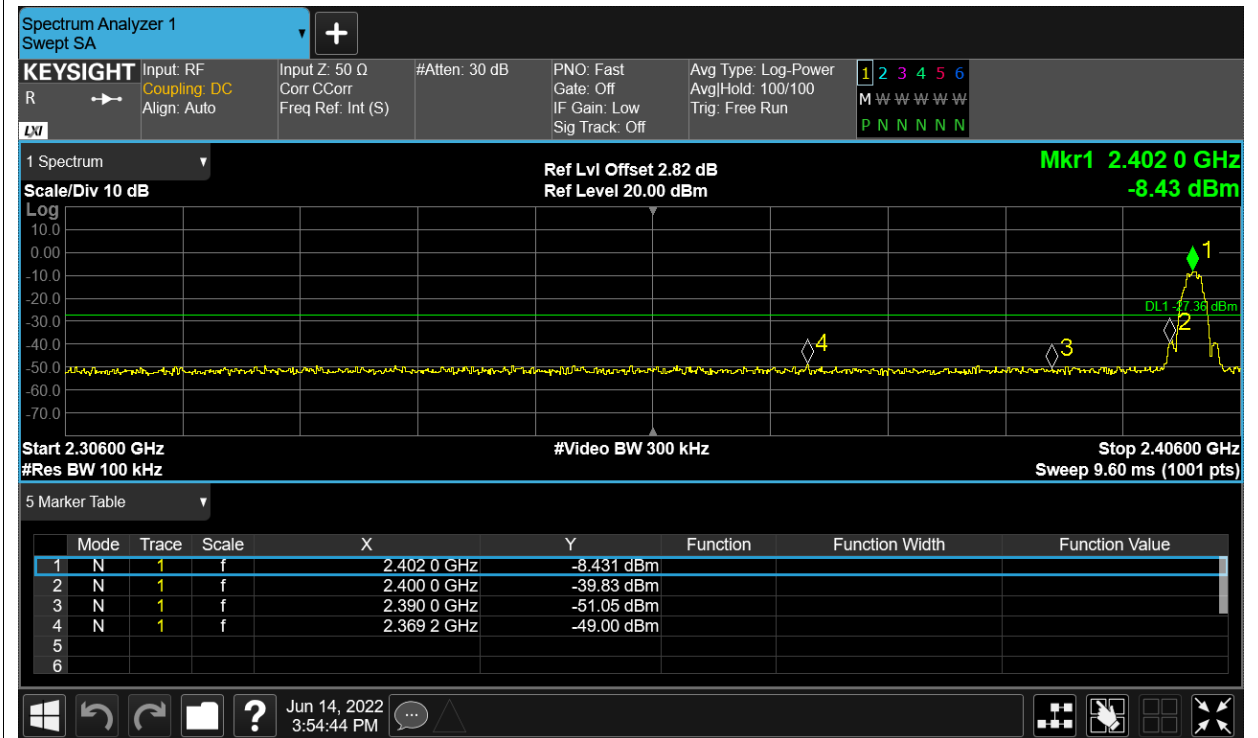 Spectrum Analyzer 1
Swept SA
+
KEYSIGHT Input: RF Input Z: 50 Ω #Atten: 30 dB PNO: Fast Avg Type: Log-Power 1 2 3 4 5 6
R Coupling: DC Corr CCorr Gate: Off Avg|Hold: 100/100 M W W W W W
Align: Auto Freq Ref: Int (S) IF Gain: Low Trig: Free Run
LXI Sig Track: Off P N N N N N
1 Spectrum Ref Lvl Offset 2.82 dB Mkr1 2.402 0 GHz
Scale/Div 10 dB Ref Level 20.00 dBm -8.43 dBm
Log
10.0
0.00 1
-10.0
-20.0
DL1 -27.36 dBm
-30.0 2
-40.0 4 3
-50.0
-60.0
-70.0
Start 2.30600 GHz #Video BW 300 kHz Stop 2.40600 GHz
#Res BW 100 kHz Sweep 9.60 ms (1001 pts)
5 Marker Table
Mode Trace Scale X Y Function Function Width Function Value
1 N 1 f 2.402 0 GHz -8.431 dBm
2 N 1 f 2.400 0 GHz -39.83 dBm
3 N 1 f 2.390 0 GHz -51.05 dBm
4 N 1 f 2.369 2 GHz -49.00 dBm
5
6
? Jun 14, 2022
3:54:44 PM